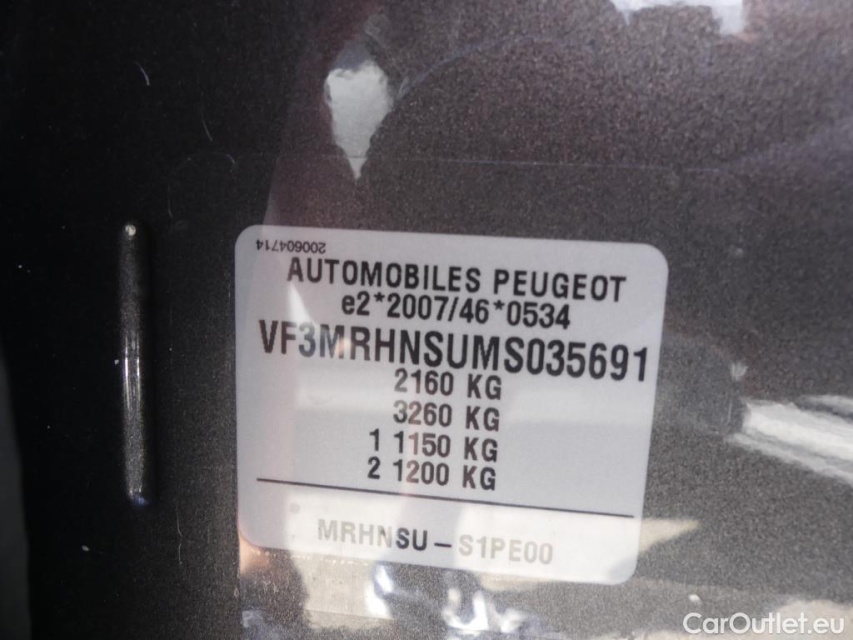 200604714
AUTOMOBILES PEUGEOT
e2*2007/46*0534
VF3MRHNSUMS035691
2160 KG
3260 KG
1 1150 KG
2 1200 KG
MRHNSU-S1PE00
CarOutlet.eu